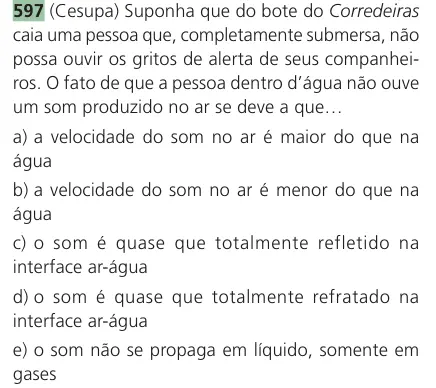 597 (Cesupa) Suponha que do bote do Corredeiras
caia uma pessoa que, completamente submersa, não
possa ouvir os gritos de alerta de seus companhei-
ros. O fato de que a pessoa dentro d'água não ouve
um som produzido no ar se deve a que...
a) a velocidade do som no ar é maior do que na
água
b) a velocidade do som no ar é menor do que na
água
c) o som é quase que totalmente refletido na
interface ar-água
d) o som é quase que totalmente refratado na
interface ar-água
e) o som não se propaga em líquido, somente em
gases